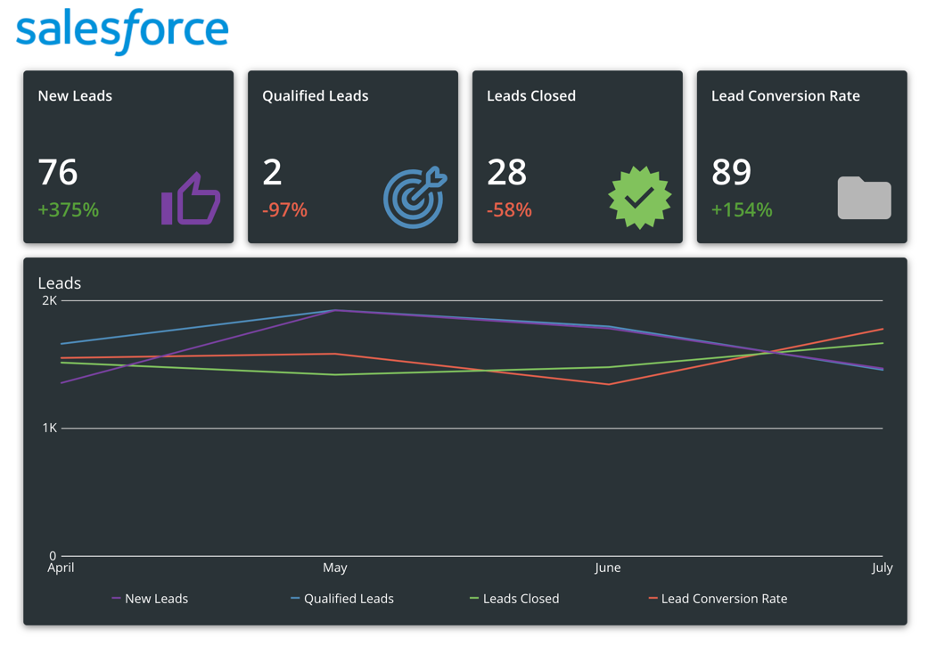 salesforce
New Leads
76
+375%
Qualified Leads
2
-97%
Leads Closed
28
-58%
Lead Conversion Rate
89
+154%
Leads
2K
1K
0
April May June July
New Leads Qualified Leads Leads Closed Lead Conversion Rate